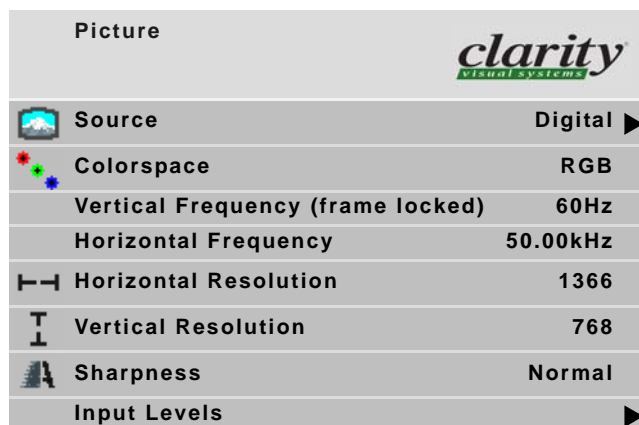 Picture
clarity
visual systems
Source Digital
Colorspace RGB
Vertical Frequency (frame locked) 60Hz
Horizontal Frequency 50.00kHz
Horizontal Resolution 1366
Vertical Resolution 768
Sharpness Normal
Input Levels